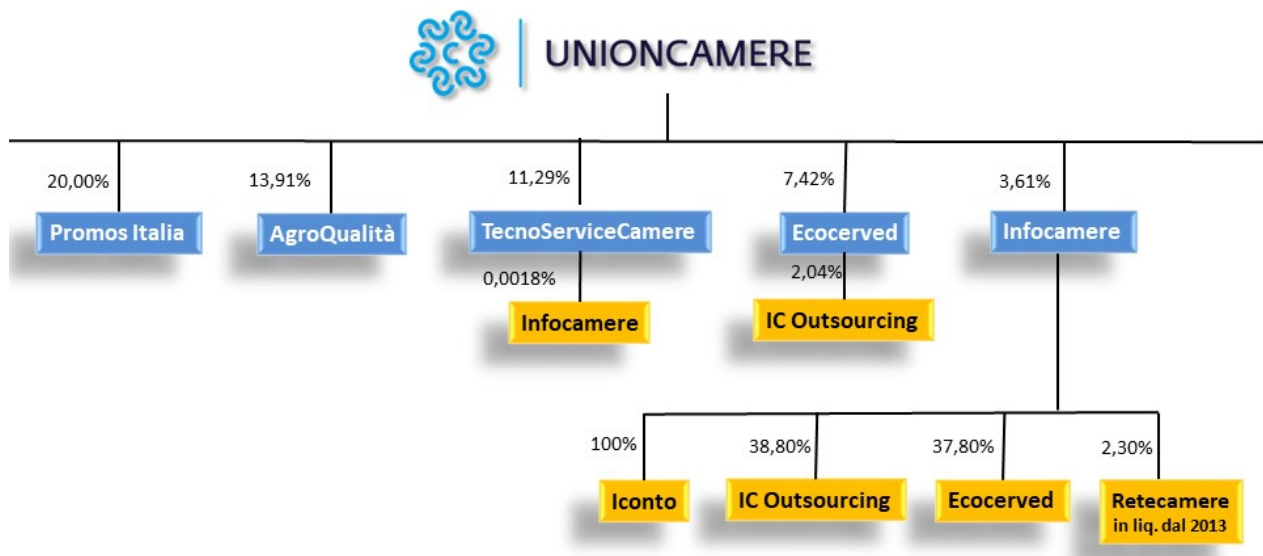 UNIONCAMERE
20,00%
13,91%
11,29%
7,42%
3,61%
Promos Italia
AgroQualità
TecnoServiceCamere
Ecocerved
Infocamere
0,0018%
2,04%
Infocamere
IC Outsourcing
100%
38,80%
37,80%
2,30%
Iconto
IC Outsourcing
Ecocerved
Retecamere
in liq. dal 2013